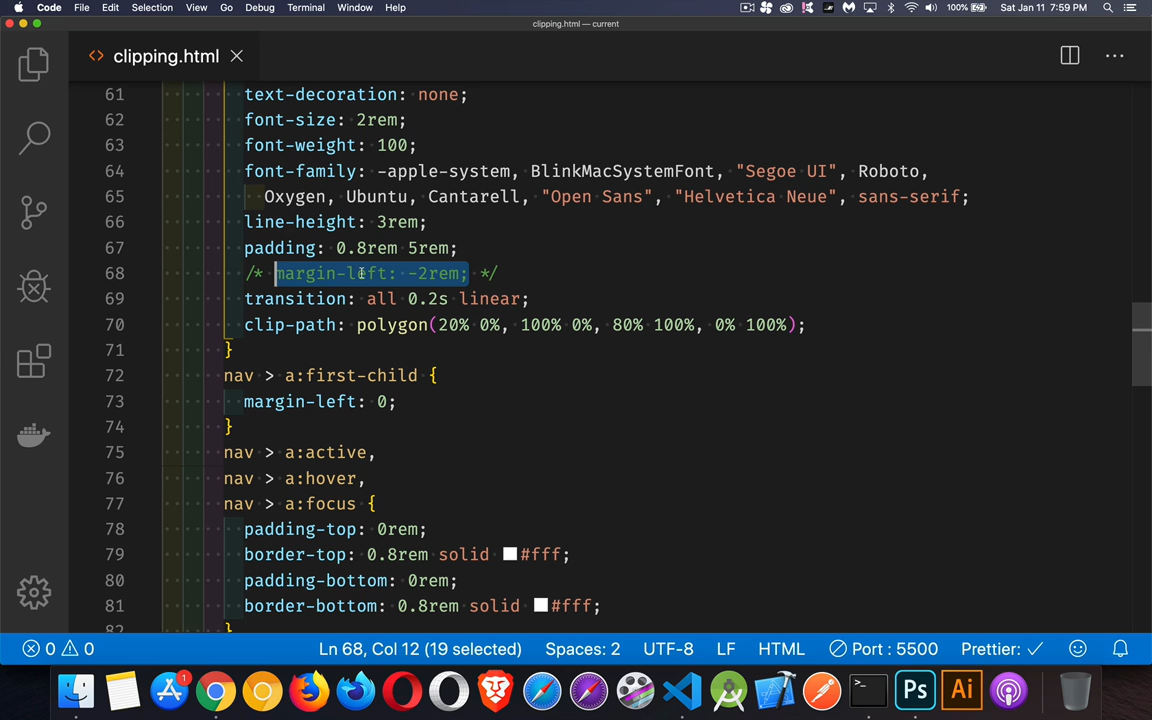 Code File Edit Selection View Go Debug Terminal Window Help 100% Sat Jan 11 7:59 PM
clipping.html — current
<> clipping.html
61 text-decoration: none;
62 font-size: 2rem;
63 font-weight: 100;
64 font-family: -apple-system, BlinkMacSystemFont, "Segoe UI", Roboto,
65 Oxygen, Ubuntu, Cantarell, "Open Sans", "Helvetica Neue", sans-serif;
66 line-height: 3rem;
67 padding: 0.8rem 5rem;
68 /* margin-left: -2rem; */
69 transition: all 0.2s linear;
70 clip-path: polygon(20% 0%, 100% 0%, 80% 100%, 0% 100%);
71 }
72 nav > a:first-child {
73 margin-left: 0;
74 }
75 nav > a:active,
76 nav > a:hover,
77 nav > a:focus {
78 padding-top: 0rem;
79 border-top: 0.8rem solid #fff;
80 padding-bottom: 0rem;
81 border-bottom: 0.8rem solid #fff;
82 }
0 0 Ln 68, Col 12 (19 selected) Spaces: 2 UTF-8 LF HTML Port : 5500 Prettier: ✓
1 >_ Ps Ai